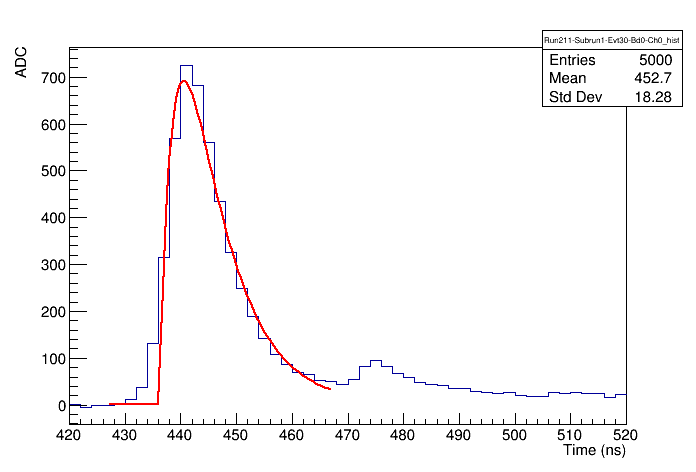 Run211-Subrun1-Evt30-Bd0-Ch0_hist
Entries 5000
Mean 452.7
Std Dev 18.28
ADC
700
600
500
400
300
200
100
0
420 430 440 450 460 470 480 490 500 510 520
Time (ns)